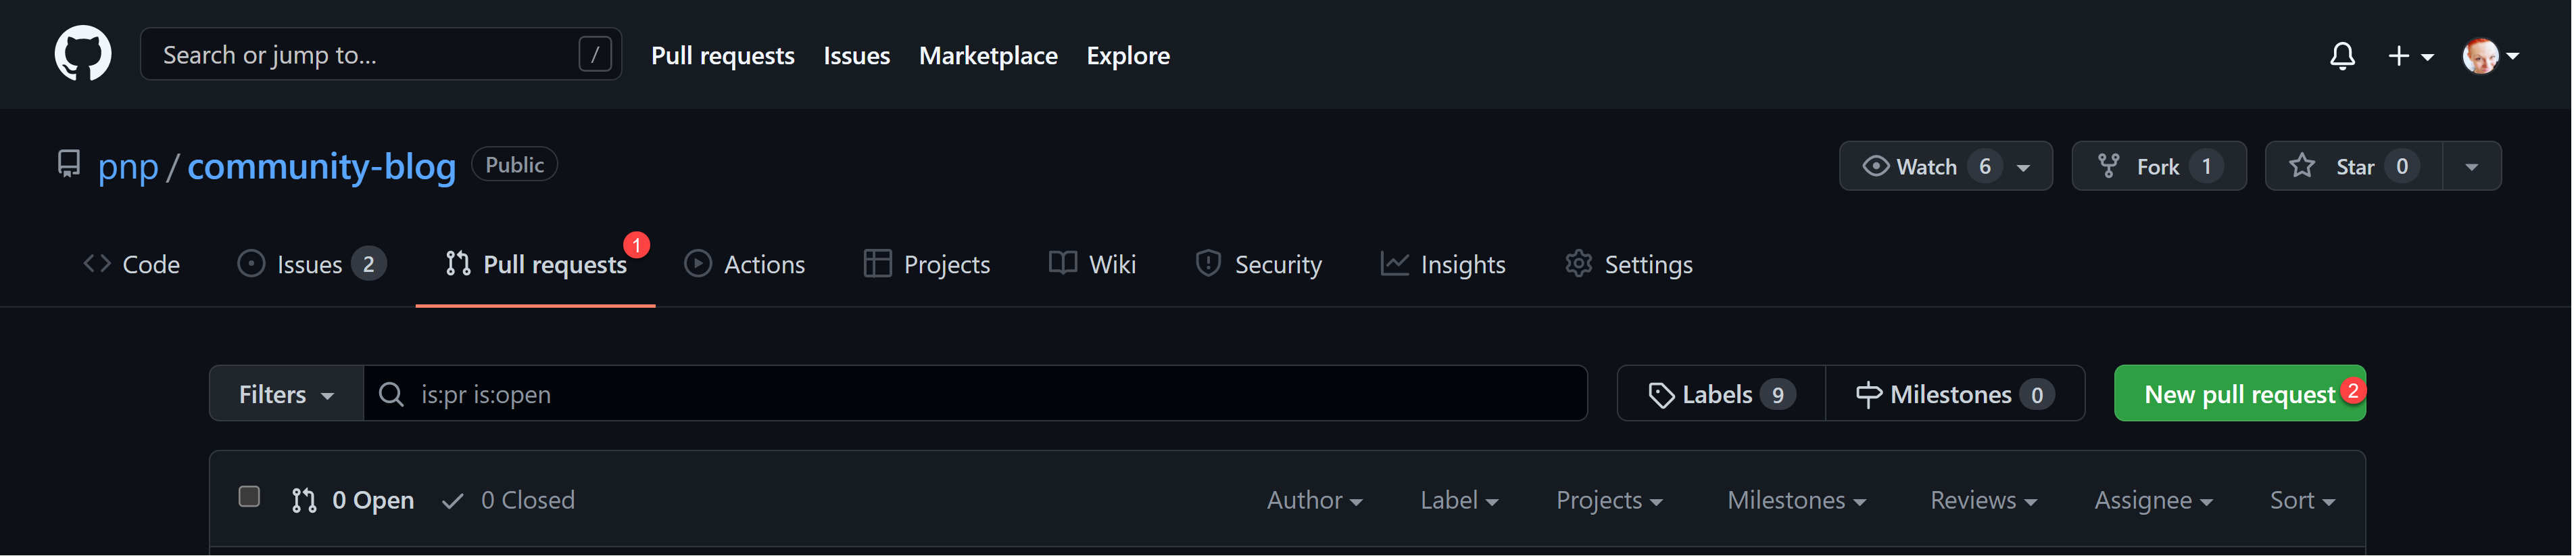 Search or jump to... / Pull requests Issues Marketplace Explore
pnp / community-blog Public Watch 6 Fork 1 Star 0
Code Issues 2 Pull requests 1 Actions Projects Wiki Security Insights Settings
Filters is:pr is:open Labels 9 Milestones 0 New pull request 2
0 Open 0 Closed Author Label Projects Milestones Reviews Assignee Sort